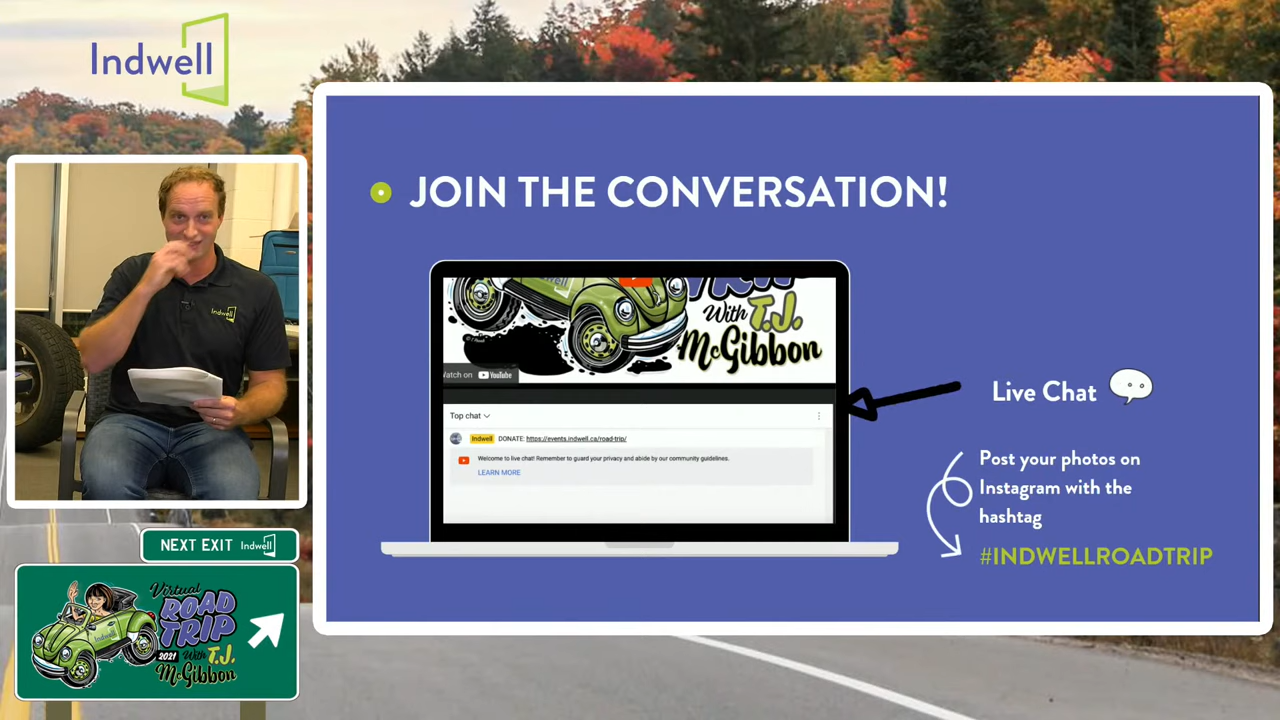 Indwell
JOIN THE CONVERSATION!
Indwell
With T.J.
McGibbon
Watch on YouTube
Top chat
Indwell DONATE: https://events.indwell.ca/road-trip/
Welcome to live chat! Remember to guard your privacy and abide by our community guidelines.
LEARN MORE
Live Chat
Post your photos on
Instagram with the
hashtag
#INDWELLROADTRIP
NEXT EXIT Indwell
Virtual
ROAD
TRIP
2021 With T.J.
McGibbon
Indwell